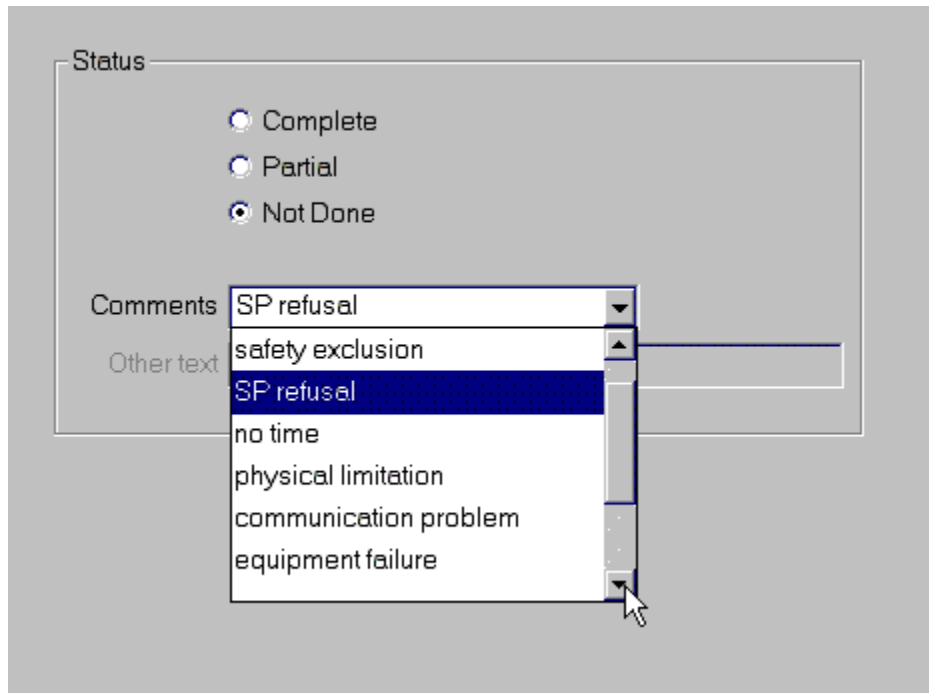 Status
Complete
Partial
Not Done
Comments SP refusal
safety exclusion
Other text
SP refusal
no time
physical limitation
communication problem
equipment failure